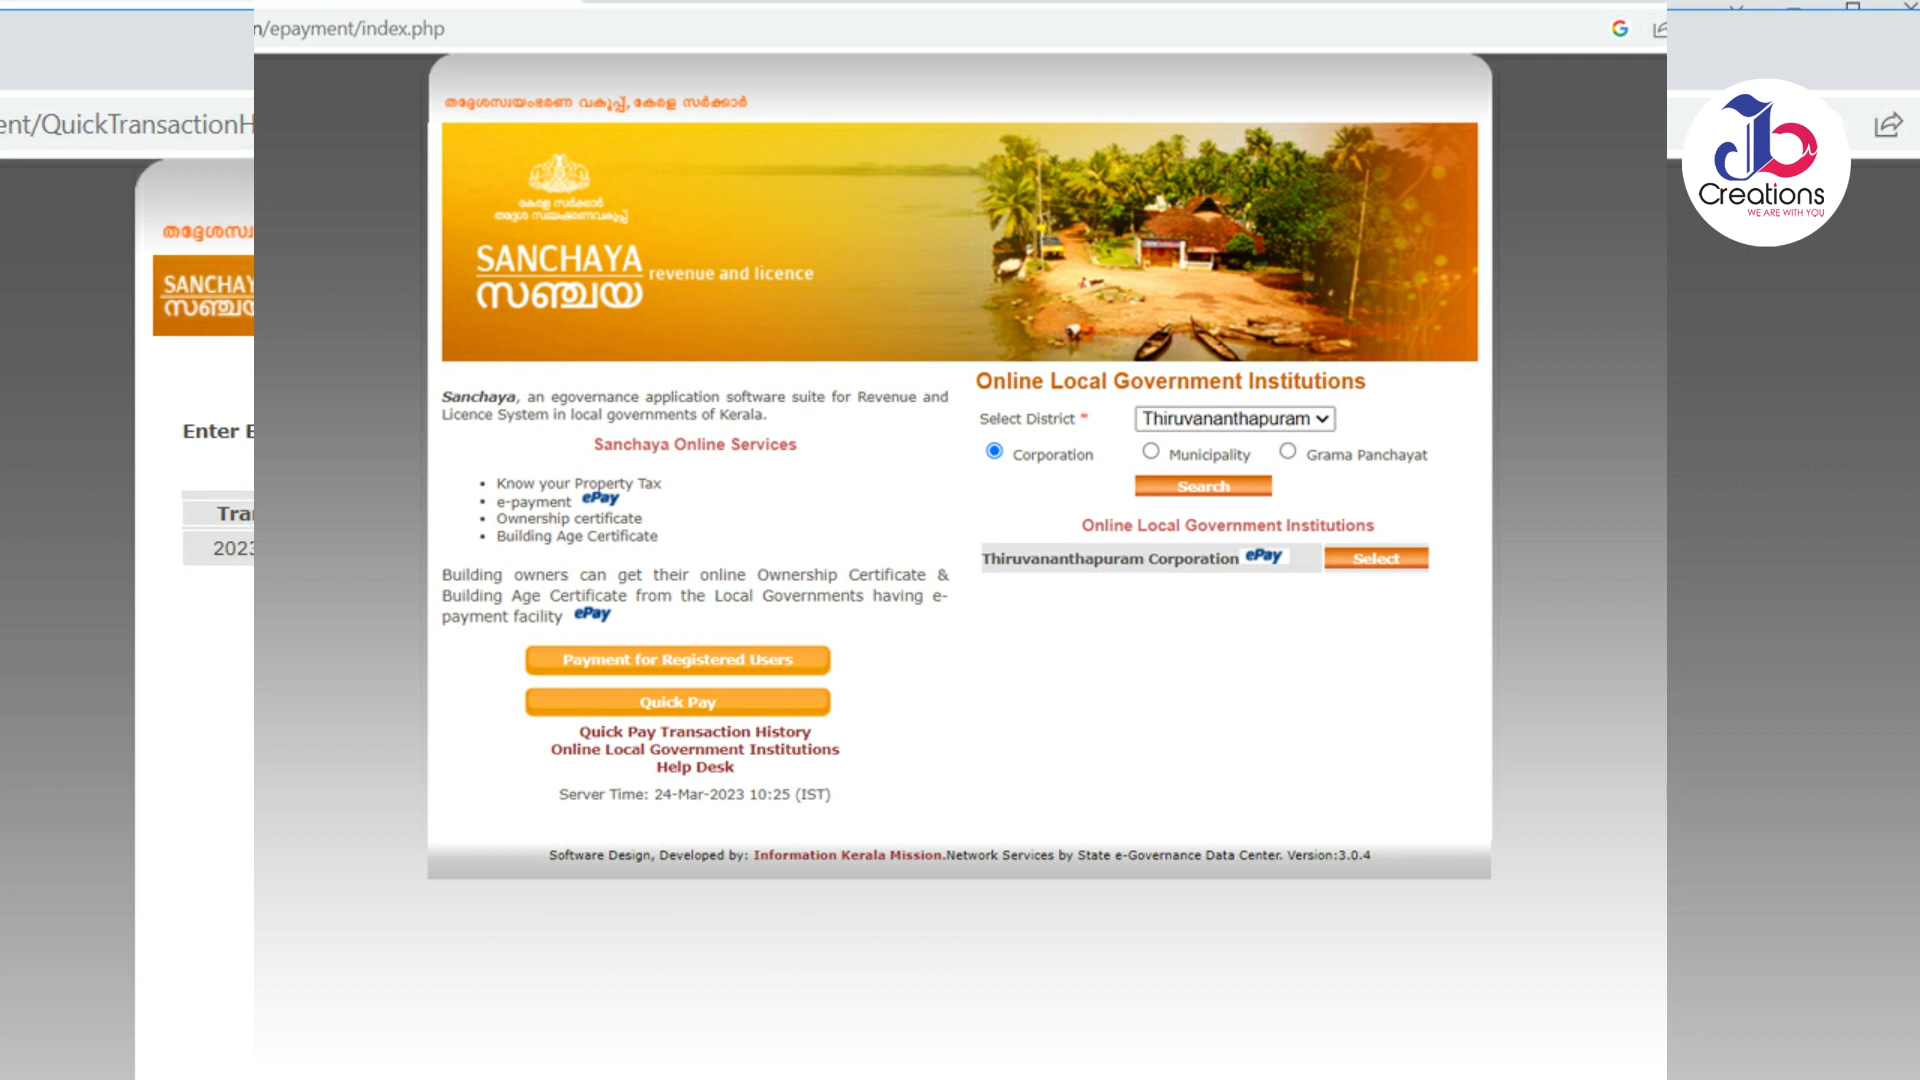 n/epayment/index.php
ent/QuickTransactionH
തദ്ദേശസ്വയംഭരണ വകുപ്പ്, കേരള സർക്കാർ
കേരള സർക്കാർ
തദ്ദേശ സ്വയംഭരണവകുപ്പ്
SANCHAYA
സഞ്ചയ
revenue and licence
Creations
WE ARE WITH YOU
SANCHAY
Enter E
Tra
2023
Sanchaya, an egovernance application software suite for Revenue and
Licence System in local governments of Kerala.
Sanchaya Online Services
• Know your Property Tax
• e-payment ePay
• Ownership certificate
• Building Age Certificate
Building owners can get their online Ownership Certificate &
Building Age Certificate from the Local Governments having e-
payment facility ePay
Payment for Registered Users
Quick Pay
Quick Pay Transaction History
Online Local Government Institutions
Help Desk
Server Time: 24-Mar-2023 10:25 (IST)
Online Local Government Institutions
Select District * Thiruvananthapuram
Corporation Municipality Grama Panchayat
Search
Online Local Government Institutions
Thiruvananthapuram Corporation ePay Select
Software Design, Developed by: Information Kerala Mission.Network Services by State e-Governance Data Center. Version:3.0.4